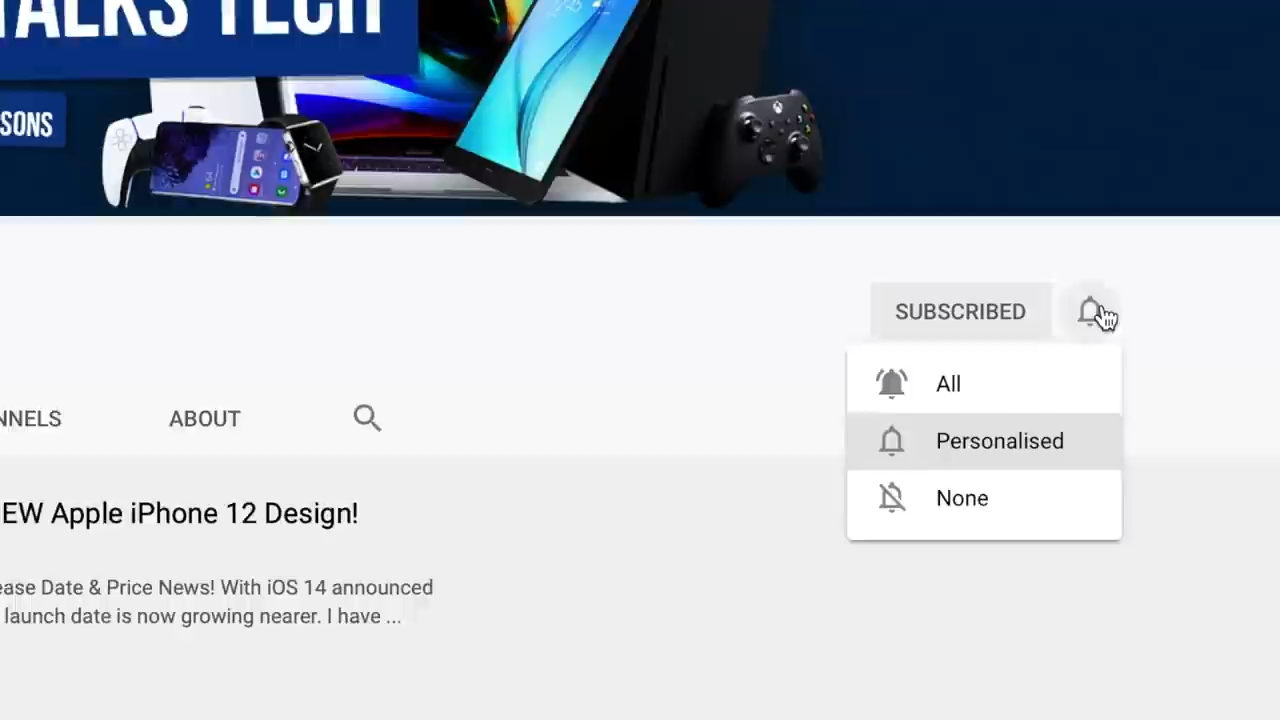 TALKS TECH
SONS
SUBSCRIBED
All
Personalised
None
NNELS
ABOUT
EW Apple iPhone 12 Design!
ease Date & Price News! With iOS 14 announced
launch date is now growing nearer. I have ...